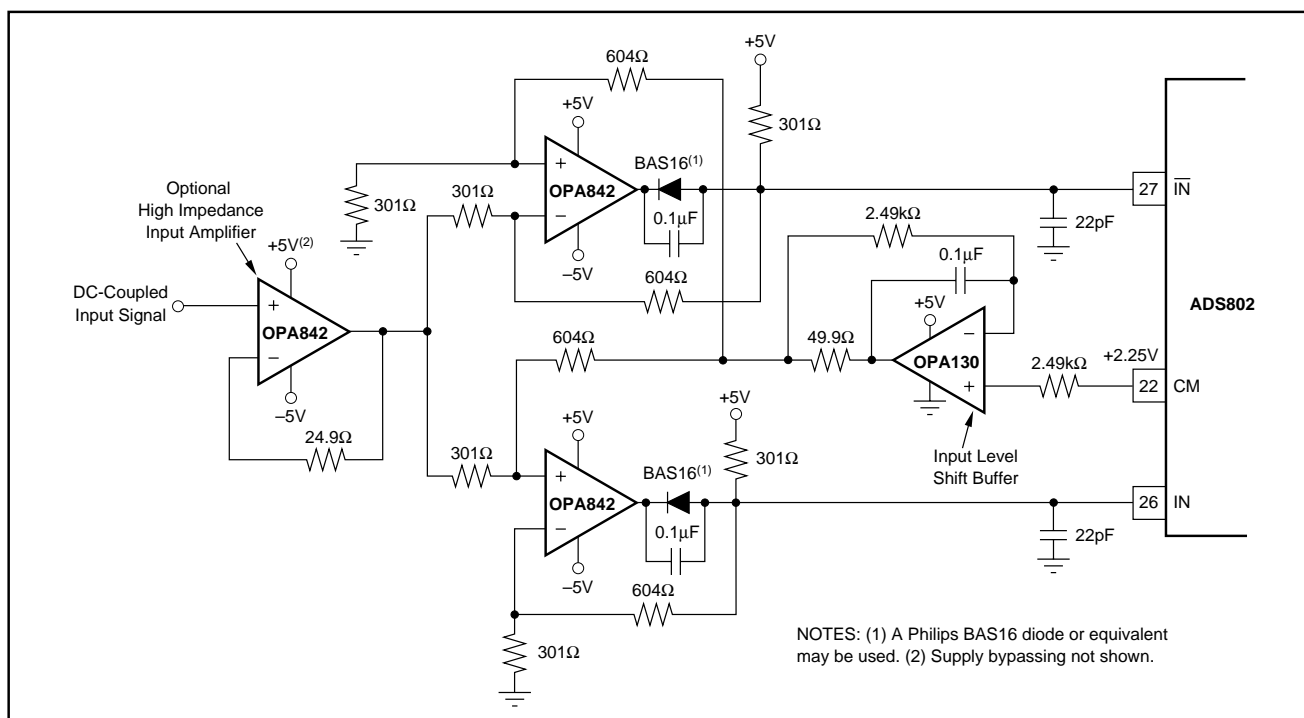 +5V
604Ω
+5V
301Ω
BAS16(1)
+
OPA842
–
0.1µF
–5V
301Ω
301Ω
604Ω
Optional
High Impedance
Input Amplifier
+5V(2)
DC-Coupled
Input Signal
+
OPA842
–
–5V
24.9Ω
27
IN
22pF
2.49kΩ
0.1µF
ADS802
+5V
–
OPA130
+
604Ω
49.9Ω
2.49kΩ
+2.25V
22
CM
Input Level
Shift Buffer
+5V
301Ω
+5V
301Ω
BAS16(1)
+
OPA842
–
0.1µF
–5V
604Ω
301Ω
26
IN
22pF
NOTES: (1) A Philips BAS16 diode or equivalent
may be used. (2) Supply bypassing not shown.